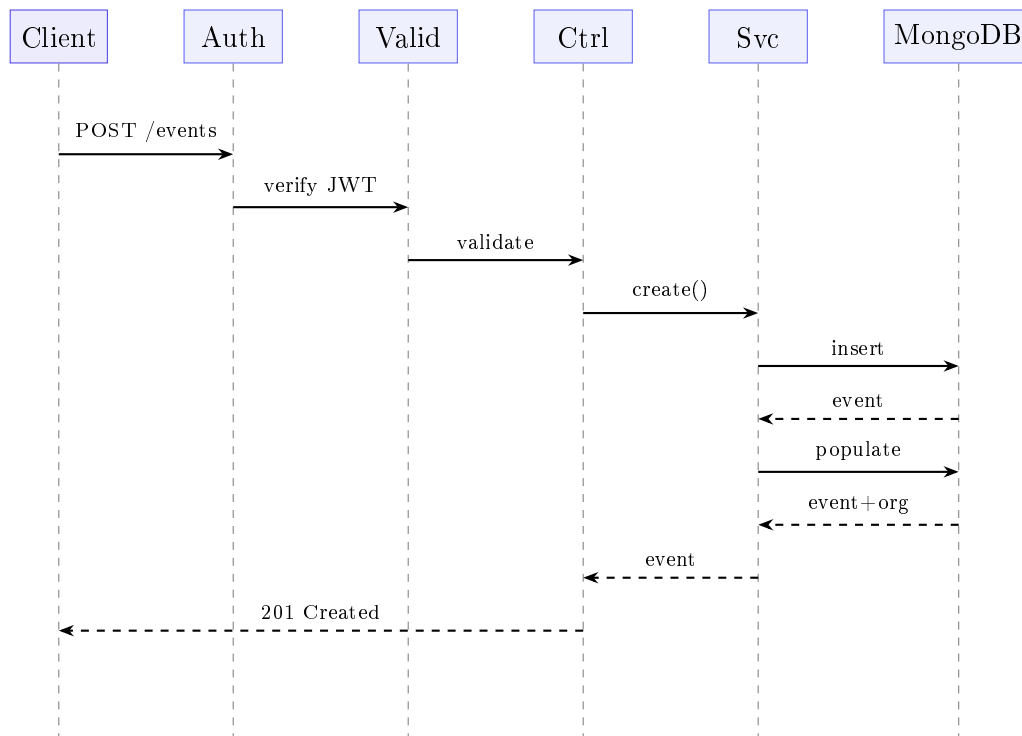 Client Auth Valid Ctrl Svc MongoDB
POST /events
verify JWT
validate
create()
insert
event
populate
event+org
event
201 Created